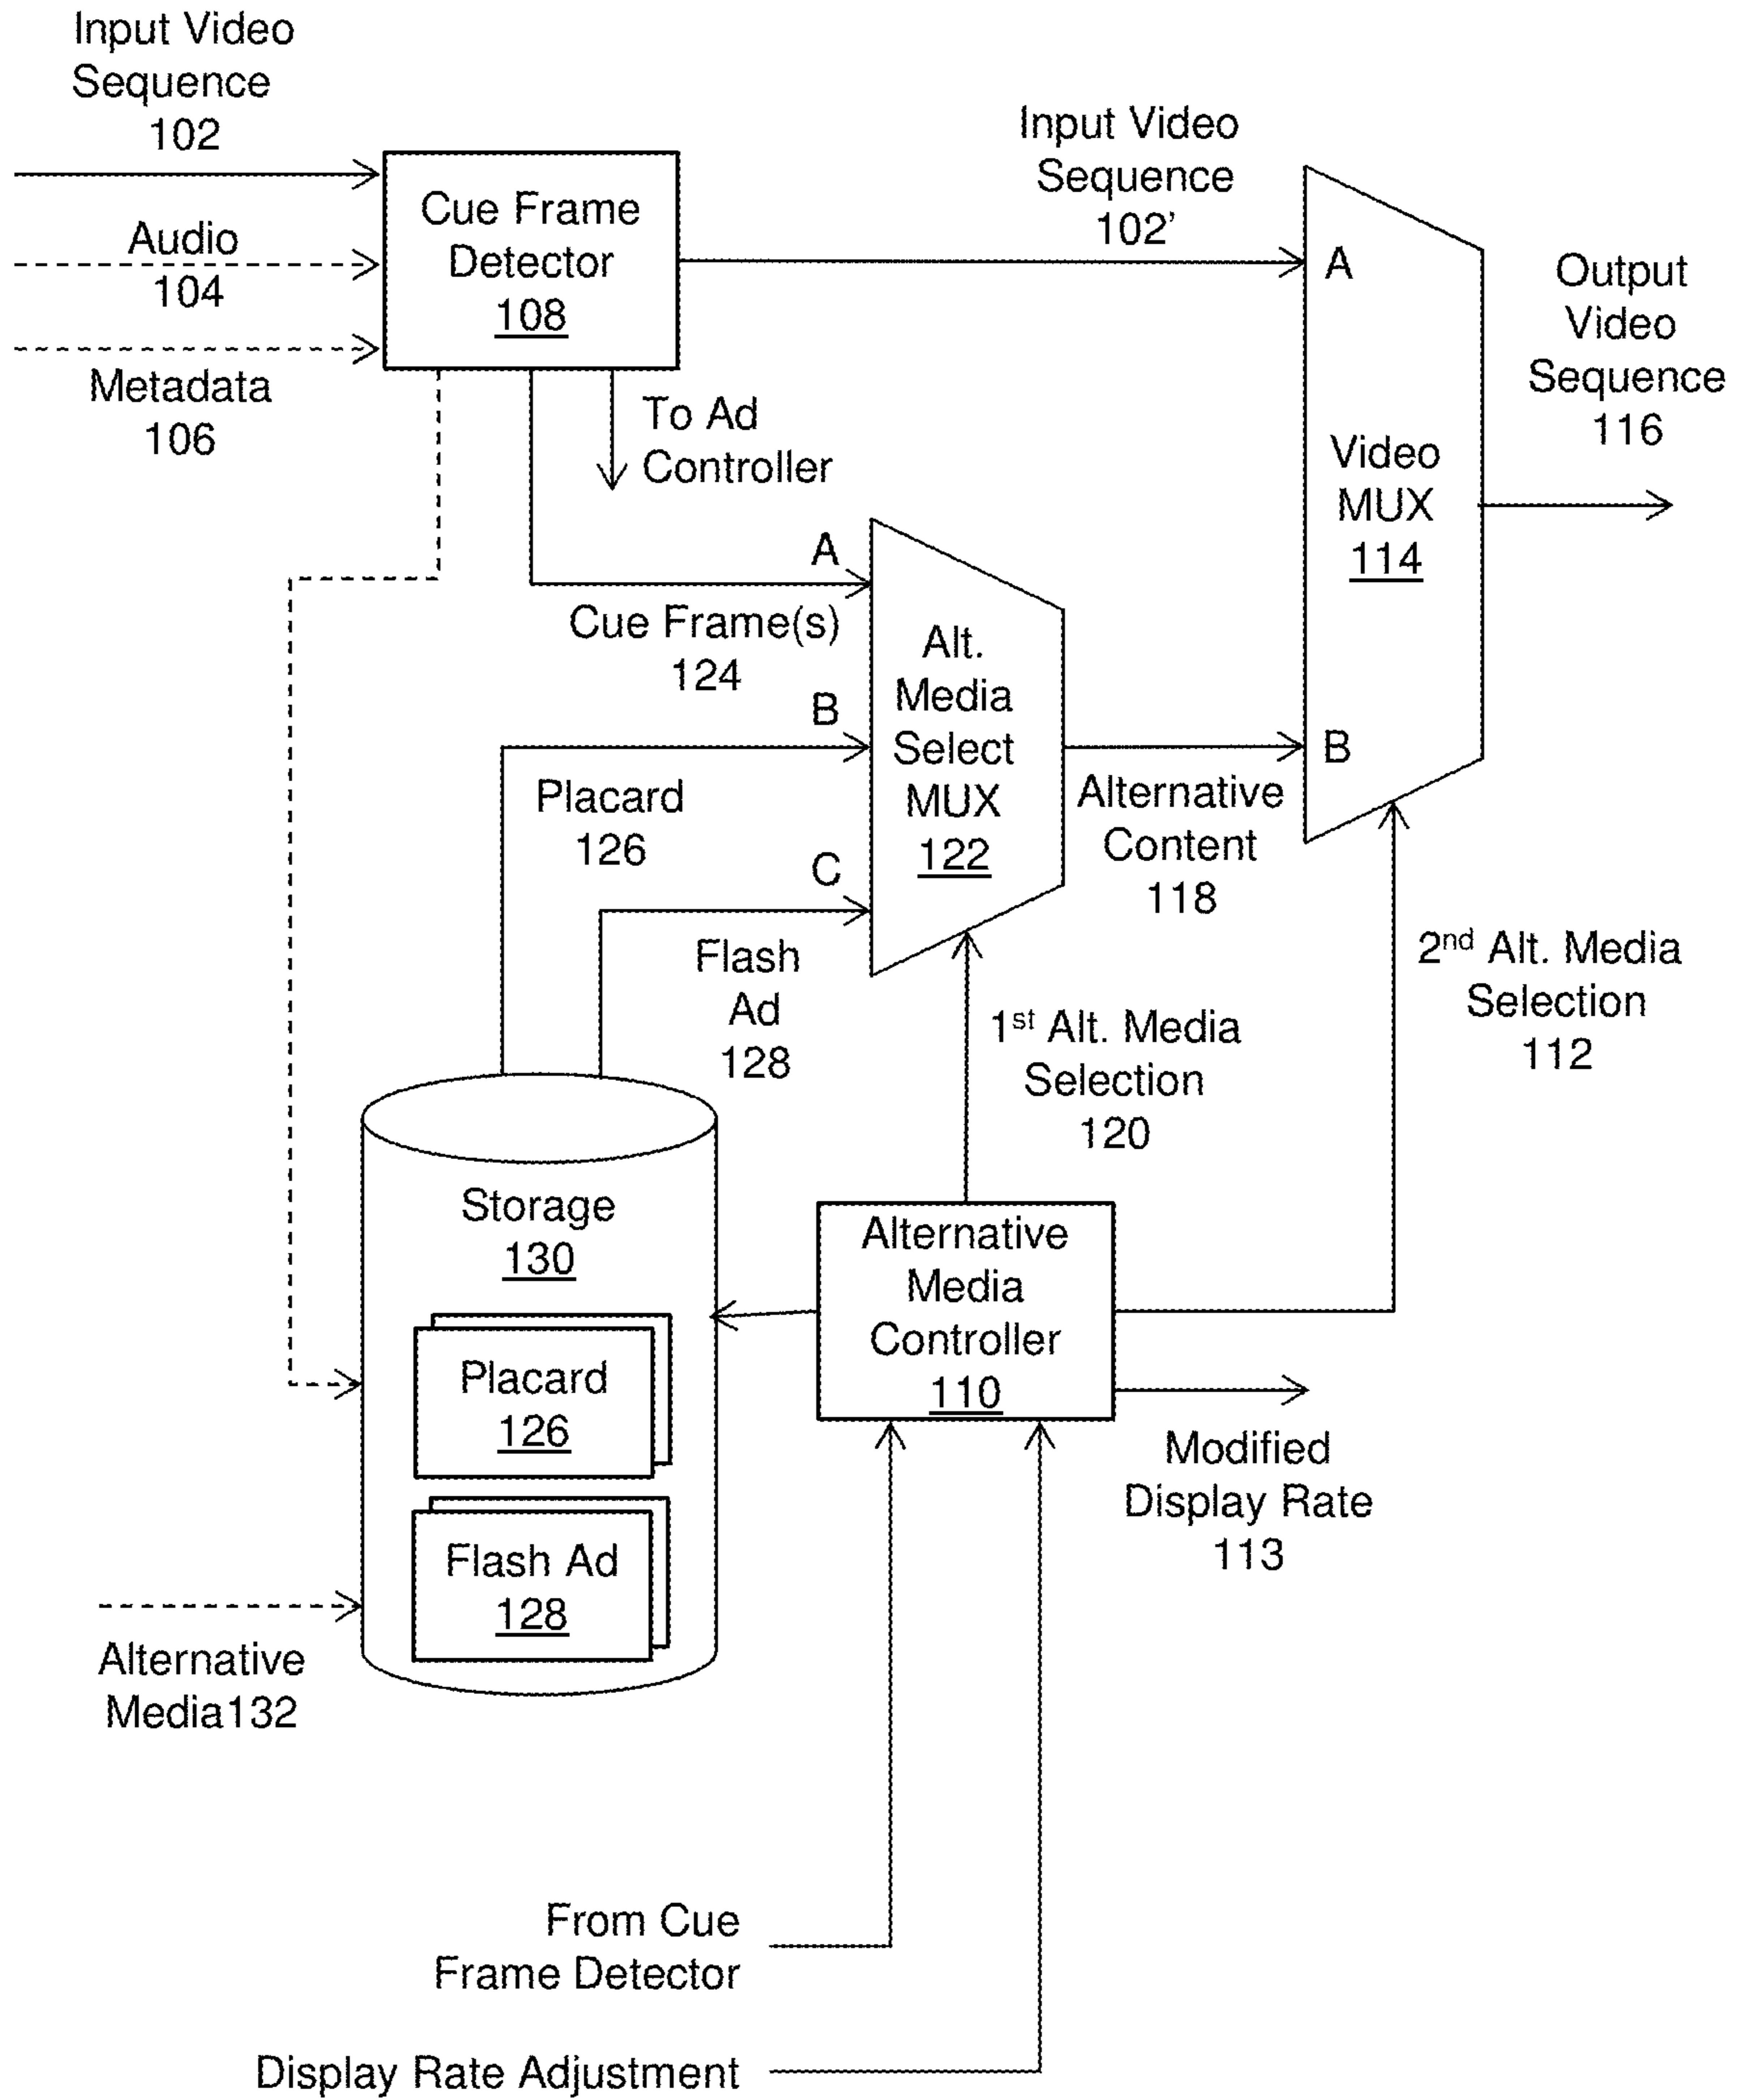 Input Video
Sequence
102
Audio
104
Metadata
106
Cue Frame
Detector
108
To Ad
Controller
Input Video
Sequence
102’
A
Video
MUX
114
B
Output
Video
Sequence
116
A
Cue Frame(s)
124
B
Placard
126
C
Flash
Ad
128
Alt.
Media
Select
MUX
122
Alternative
Content
118
1st Alt. Media
Selection
120
2nd Alt. Media
Selection
112
Storage
130
Placard
126
Flash Ad
128
Alternative
Media132
Alternative
Media
Controller
110
Modified
Display Rate
113
From Cue
Frame Detector
Display Rate Adjustment